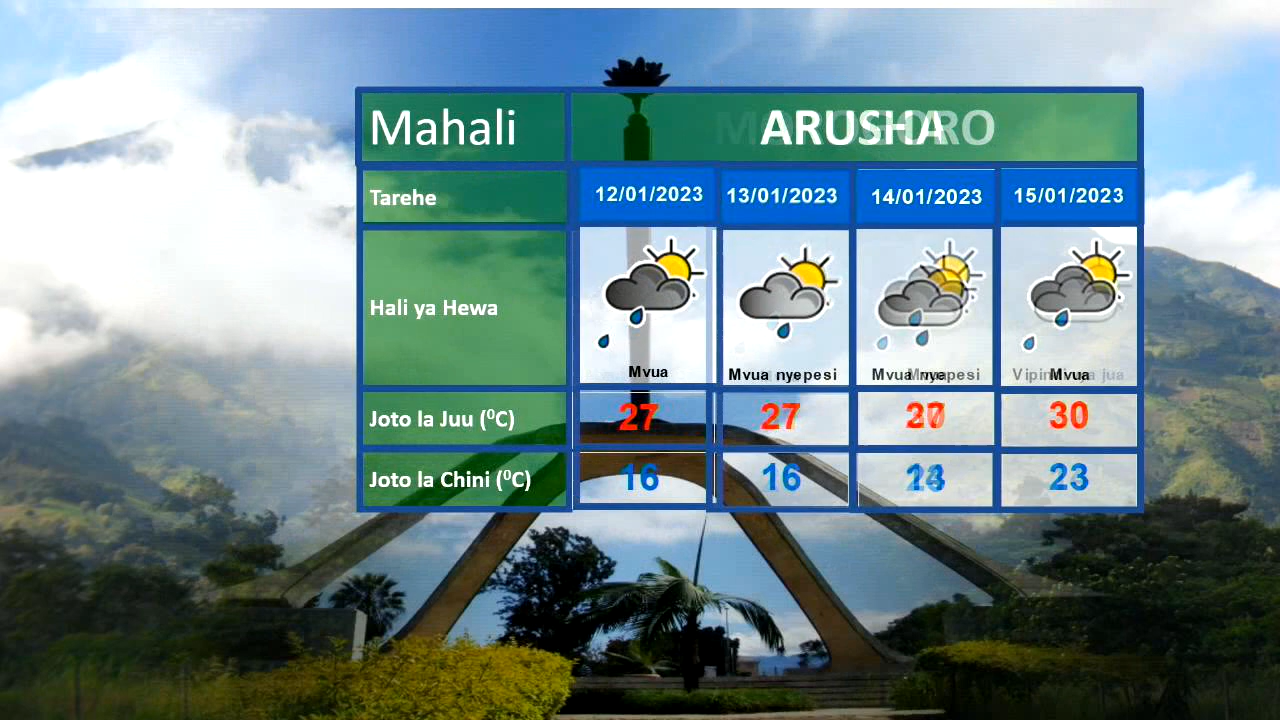 Mahali ARUSHA
Tarehe 12/01/2023 13/01/2023 14/01/2023 15/01/2023
Hali ya Hewa
Mvua Mvua nyepesi Mvua Mvua
Joto la Juu (⁰C) 27 27 30
Joto la Chini (⁰C) 16 16 23